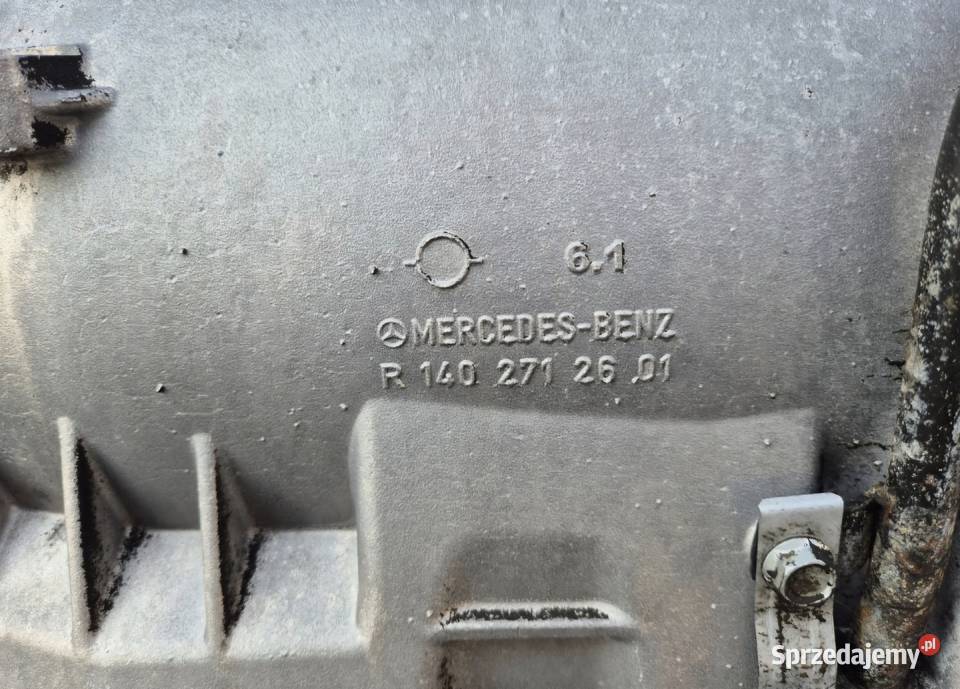 6.1
MERCEDES-BENZ
R 140 271 26 01
Sprzedajemy.pl